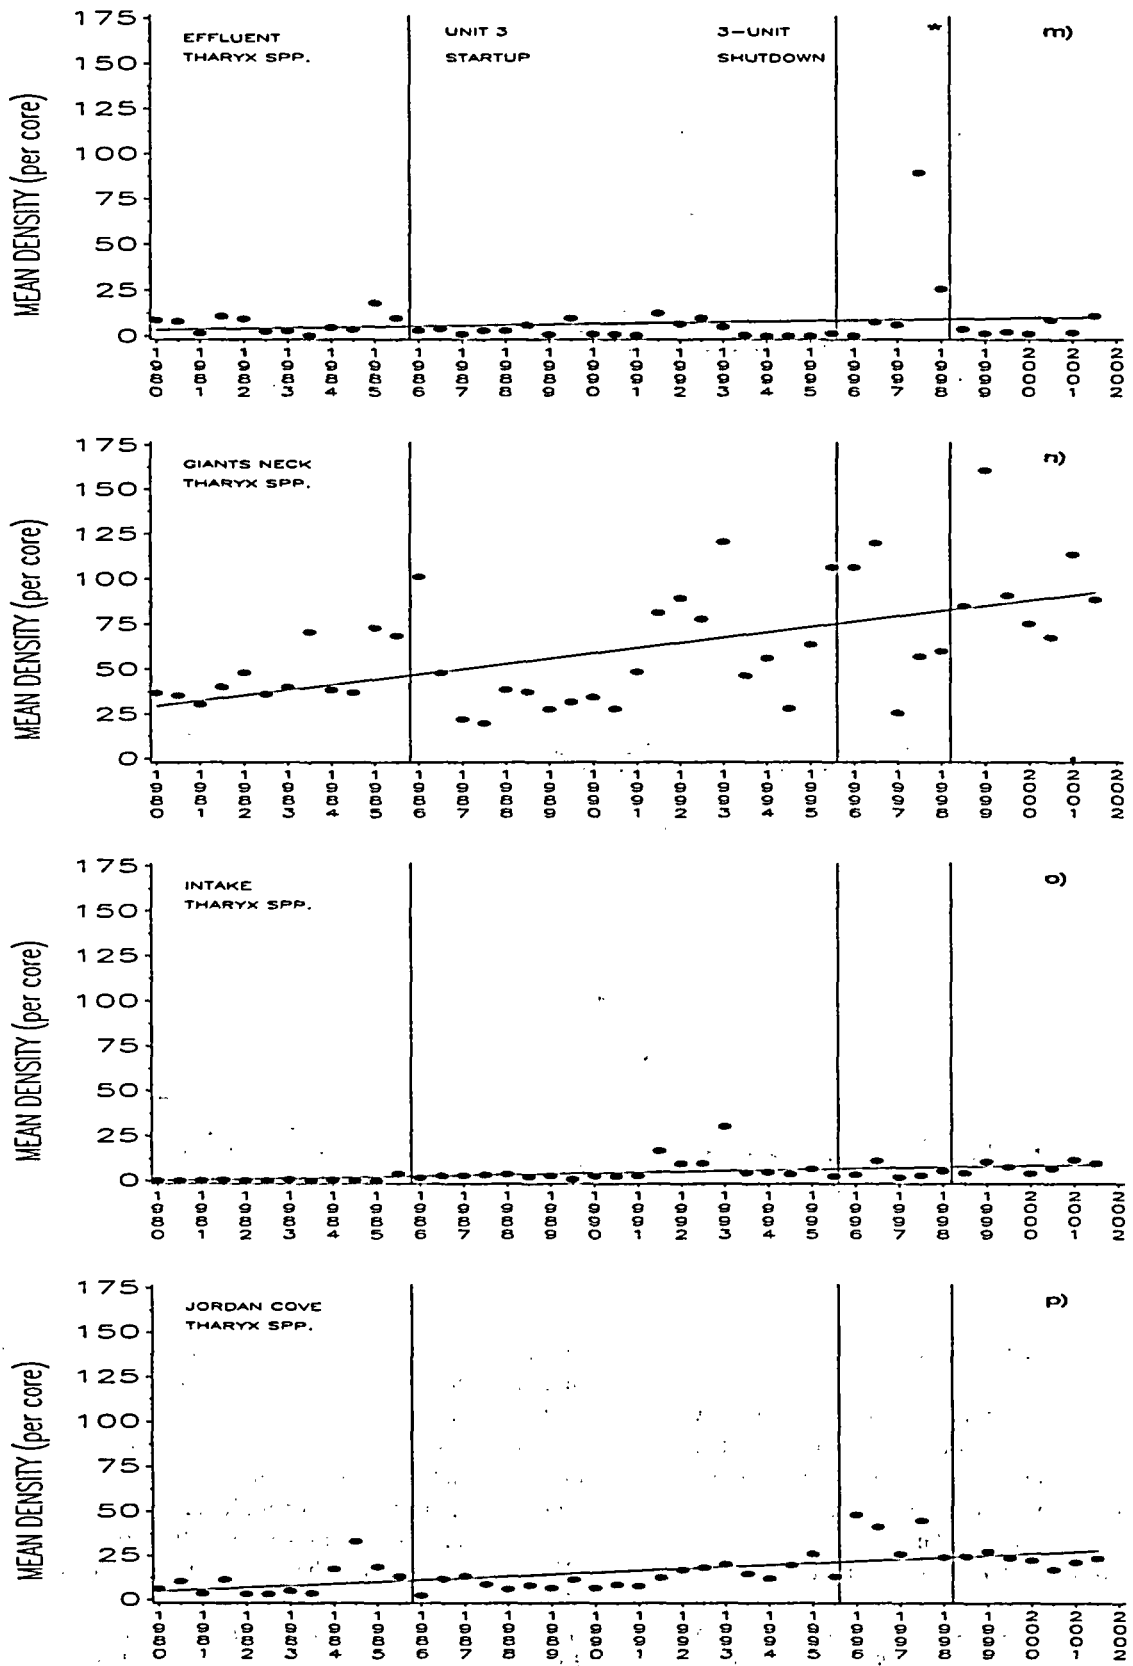 175
150
125
100
75
50
25
0
MEAN DENSITY (per core)
EFFLUENT
THARYX SPP.
UNIT 3
STARTUP
3-UNIT
SHUTDOWN
*
m)
1980 1981 1982 1983 1984 1985 1986 1987 1988 1989 1990 1991 1992 1993 1994 1995 1996 1997 1998 1999 2000 2001 2002
175
150
125
100
75
50
25
0
MEAN DENSITY (per core)
GIANTS NECK
THARYX SPP.
n)
1980 1981 1982 1983 1984 1985 1986 1987 1988 1989 1990 1991 1992 1993 1994 1995 1996 1997 1998 1999 2000 2001 2002
175
150
125
100
75
50
25
0
MEAN DENSITY (per core)
INTAKE
THARYX SPP.
o)
1980 1981 1982 1983 1984 1985 1986 1987 1988 1989 1990 1991 1992 1993 1994 1995 1996 1997 1998 1999 2000 2001 2002
175
150
125
100
75
50
25
0
MEAN DENSITY (per core)
JORDAN COVE
THARYX SPP.
p)
1980 1981 1982 1983 1984 1985 1986 1987 1988 1989 1990 1991 1992 1993 1994 1995 1996 1997 1998 1999 2000 2001 2002